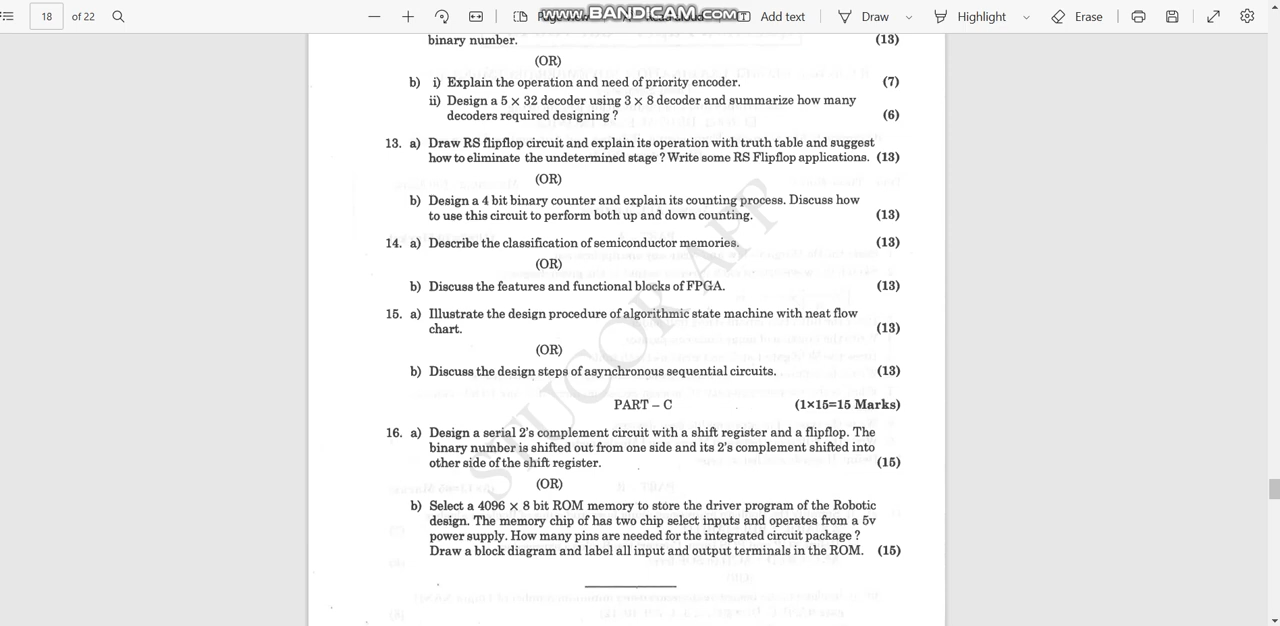 18 of 22
Page view
Read aloud
Add text
Draw
Highlight
Erase
www.BANDICAM.com
binary number. (13)
(OR)
b) i) Explain the operation and need of priority encoder. (7)
ii) Design a 5 × 32 decoder using 3 × 8 decoder and summarize how many
decoders required designing ? (6)
13. a) Draw RS flipflop circuit and explain its operation with truth table and suggest
how to eliminate the undetermined stage ? Write some RS Flipflop applications. (13)
(OR)
b) Design a 4 bit binary counter and explain its counting process. Discuss how
to use this circuit to perform both up and down counting. (13)
14. a) Describe the classification of semiconductor memories. (13)
(OR)
b) Discuss the features and functional blocks of FPGA. (13)
15. a) Illustrate the design procedure of algorithmic state machine with neat flow
chart. (13)
(OR)
b) Discuss the design steps of asynchronous sequential circuits. (13)
PART – C (1×15=15 Marks)
16. a) Design a serial 2's complement circuit with a shift register and a flipflop. The
binary number is shifted out from one side and its 2's complement shifted into
other side of the shift register. (15)
(OR)
b) Select a 4096 × 8 bit ROM memory to store the driver program of the Robotic
design. The memory chip of has two chip select inputs and operates from a 5v
power supply. How many pins are needed for the integrated circuit package ?
Draw a block diagram and label all input and output terminals in the ROM. (15)
STUCOR APP